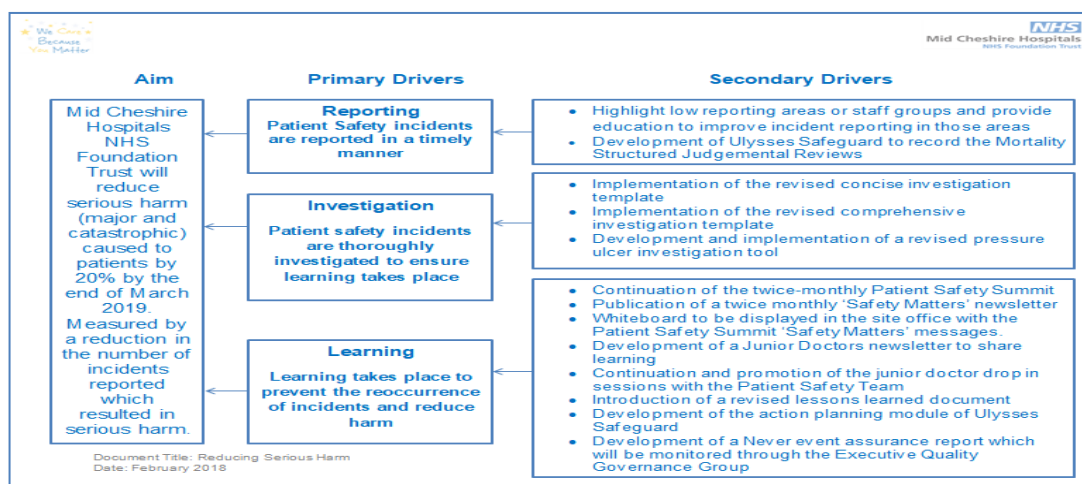 We Care
Because
You Matter
NHS
Mid Cheshire Hospitals
NHS Foundation Trust
Aim
Primary Drivers
Secondary Drivers
Mid Cheshire
Hospitals
NHS
Foundation
Trust will
reduce
serious harm
(major and
catastrophic)
caused to
patients by
20% by the
end of March
2019.
Measured by
a reduction in
the number of
incidents
reported
which
resulted in
serious harm.
Reporting
Patient Safety incidents
are reported in a timely
manner
Investigation
Patient safety incidents
are thoroughly
investigated to ensure
learning takes place
Learning
Learning takes place to
prevent the reoccurrence
of incidents and reduce
harm
• Highlight low reporting areas or staff groups and provide
education to improve incident reporting in those areas
• Development of Ulysses Safeguard to record the Mortality
Structured Judgemental Reviews
• Implementation of the revised concise investigation
template
• Implementation of the revised comprehensive
investigation template
• Development and implementation of a revised pressure
ulcer investigation tool
• Continuation of the twice-monthly Patient Safety Summit
• Publication of a twice monthly ‘Safety Matters’ newsletter
• Whiteboard to be displayed in the site office with the
Patient Safety Summit ‘Safety Matters’ messages.
• Development of a Junior Doctors newsletter to share
learning
• Continuation and promotion of the junior doctor drop in
sessions with the Patient Safety Team
• Introduction of a revised lessons learned document
• Development of the action planning module of Ulysses
Safeguard
• Development of a Never event assurance report which
will be monitored through the Executive Quality
Governance Group
Document Title: Reducing Serious Harm
Date: February 2018